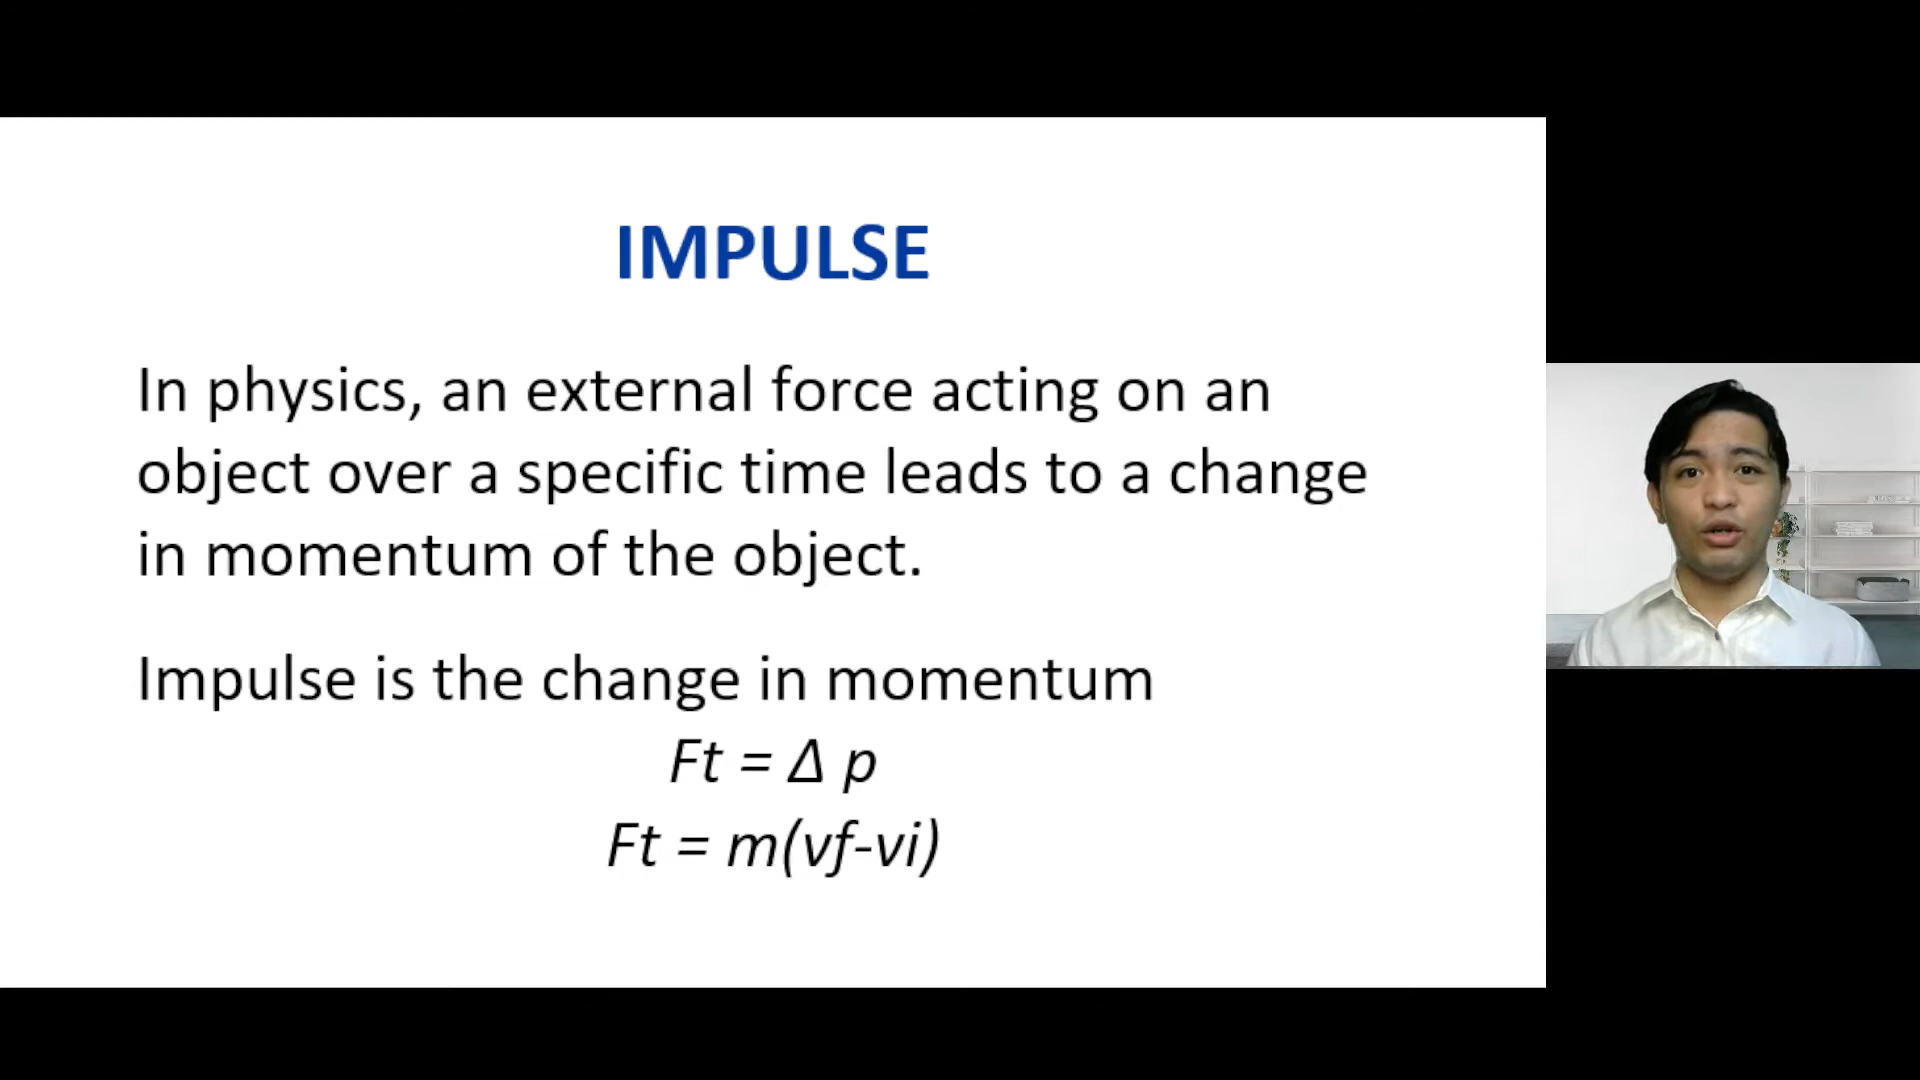 IMPULSE
In physics, an external force acting on an
object over a specific time leads to a change
in momentum of the object.
Impulse is the change in momentum
Ft = Δ p
Ft = m(vf-vi)